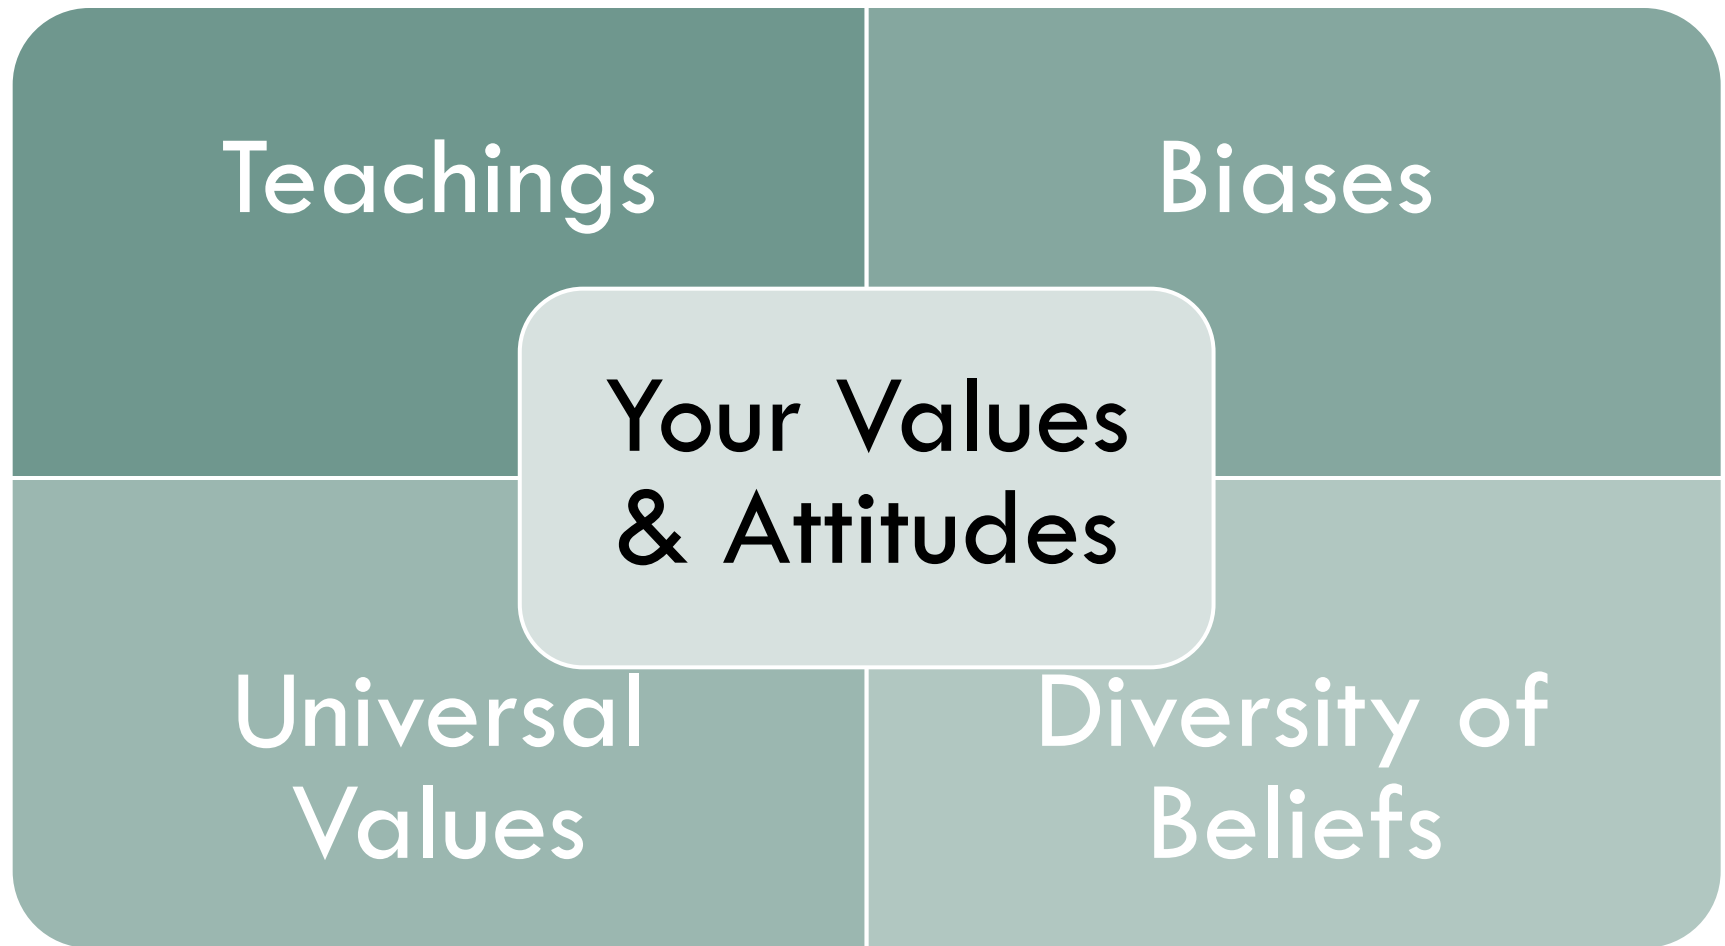 Teachings
Biases
Your Values
& Attitudes
Universal
Values
Diversity of
Beliefs